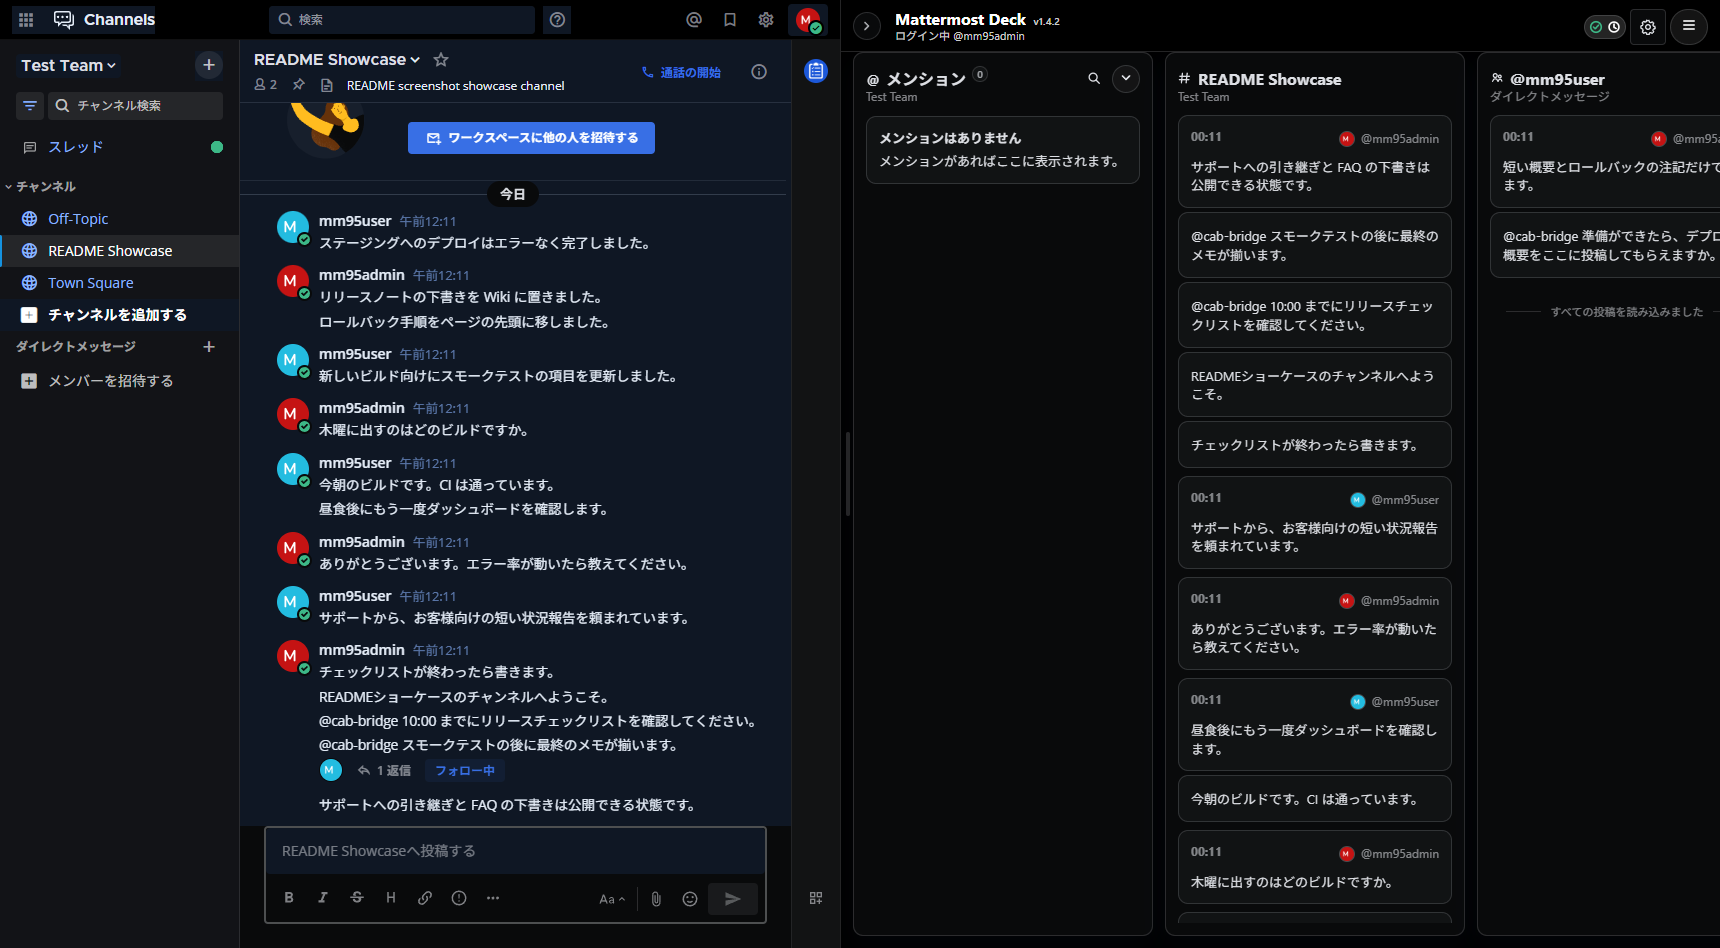 Channels
検索
Test Team
チャンネル検索
スレッド
チャンネル
Off-Topic
README Showcase
Town Square
チャンネルを追加する
ダイレクトメッセージ
メンバーを招待する
README Showcase
2
README screenshot showcase channel
通話の開始
ワークスペースに他の人を招待する
今日
mm95user 午前12:11
ステージングへのデプロイはエラーなく完了しました。
mm95admin 午前12:11
リリースノートの下書きを Wiki に置きました。
ロールバック手順をページの先頭に移しました。
mm95user 午前12:11
新しいビルド向けにスモークテストの項目を更新しました。
mm95admin 午前12:11
木曜に出すのはどのビルドですか。
mm95user 午前12:11
今朝のビルドです。CI は通っています。
昼食後にもう一度ダッシュボードを確認します。
mm95admin 午前12:11
ありがとうございます。エラー率が動いたら教えてください。
mm95user 午前12:11
サポートから、お客様向けの短い状況報告を頼まれています。
mm95admin 午前12:11
チェックリストが終わったら書きます。
READMEショーケースのチャンネルへようこそ。
@cab-bridge 10:00 までにリリースチェックリストを確認してください。
@cab-bridge スモークテストの後に最終のメモが揃います。
1 返信 フォロー中
サポートへの引き継ぎと FAQ の下書きは公開できる状態です。
README Showcaseへ投稿する
B I S H Aa
Mattermost Deck v1.4.2
ログイン中 @mm95admin
@ メンション 0
Test Team
メンションはありません
メンションがあればここに表示されます。
# README Showcase
Test Team
00:11 M @mm95admin
サポートへの引き継ぎと FAQ の下書きは
公開できる状態です。
@cab-bridge スモークテストの後に最終の
メモが揃います。
@cab-bridge 10:00 までにリリースチェッ
クリストを確認してください。
READMEショーケースのチャンネルへよう
こそ。
チェックリストが終わったら書きます。
00:11 M @mm95user
サポートから、お客様向けの短い状況報告
を頼まれています。
00:11 M @mm95admin
ありがとうございます。エラー率が動いた
ら教えてください。
00:11 M @mm95user
昼食後にもう一度ダッシュボードを確認し
ます。
今朝のビルドです。CI は通っています。
00:11 M @mm95admin
木曜に出すのはどのビルドですか。
@mm95user
ダイレクトメッセージ
00:11 M @mm95a
短い概要とロールバックの注記だけで
ます。
@cab-bridge 準備ができたら、デプロ
概要をここに投稿してもらえますか。
すべての投稿を読み込みました